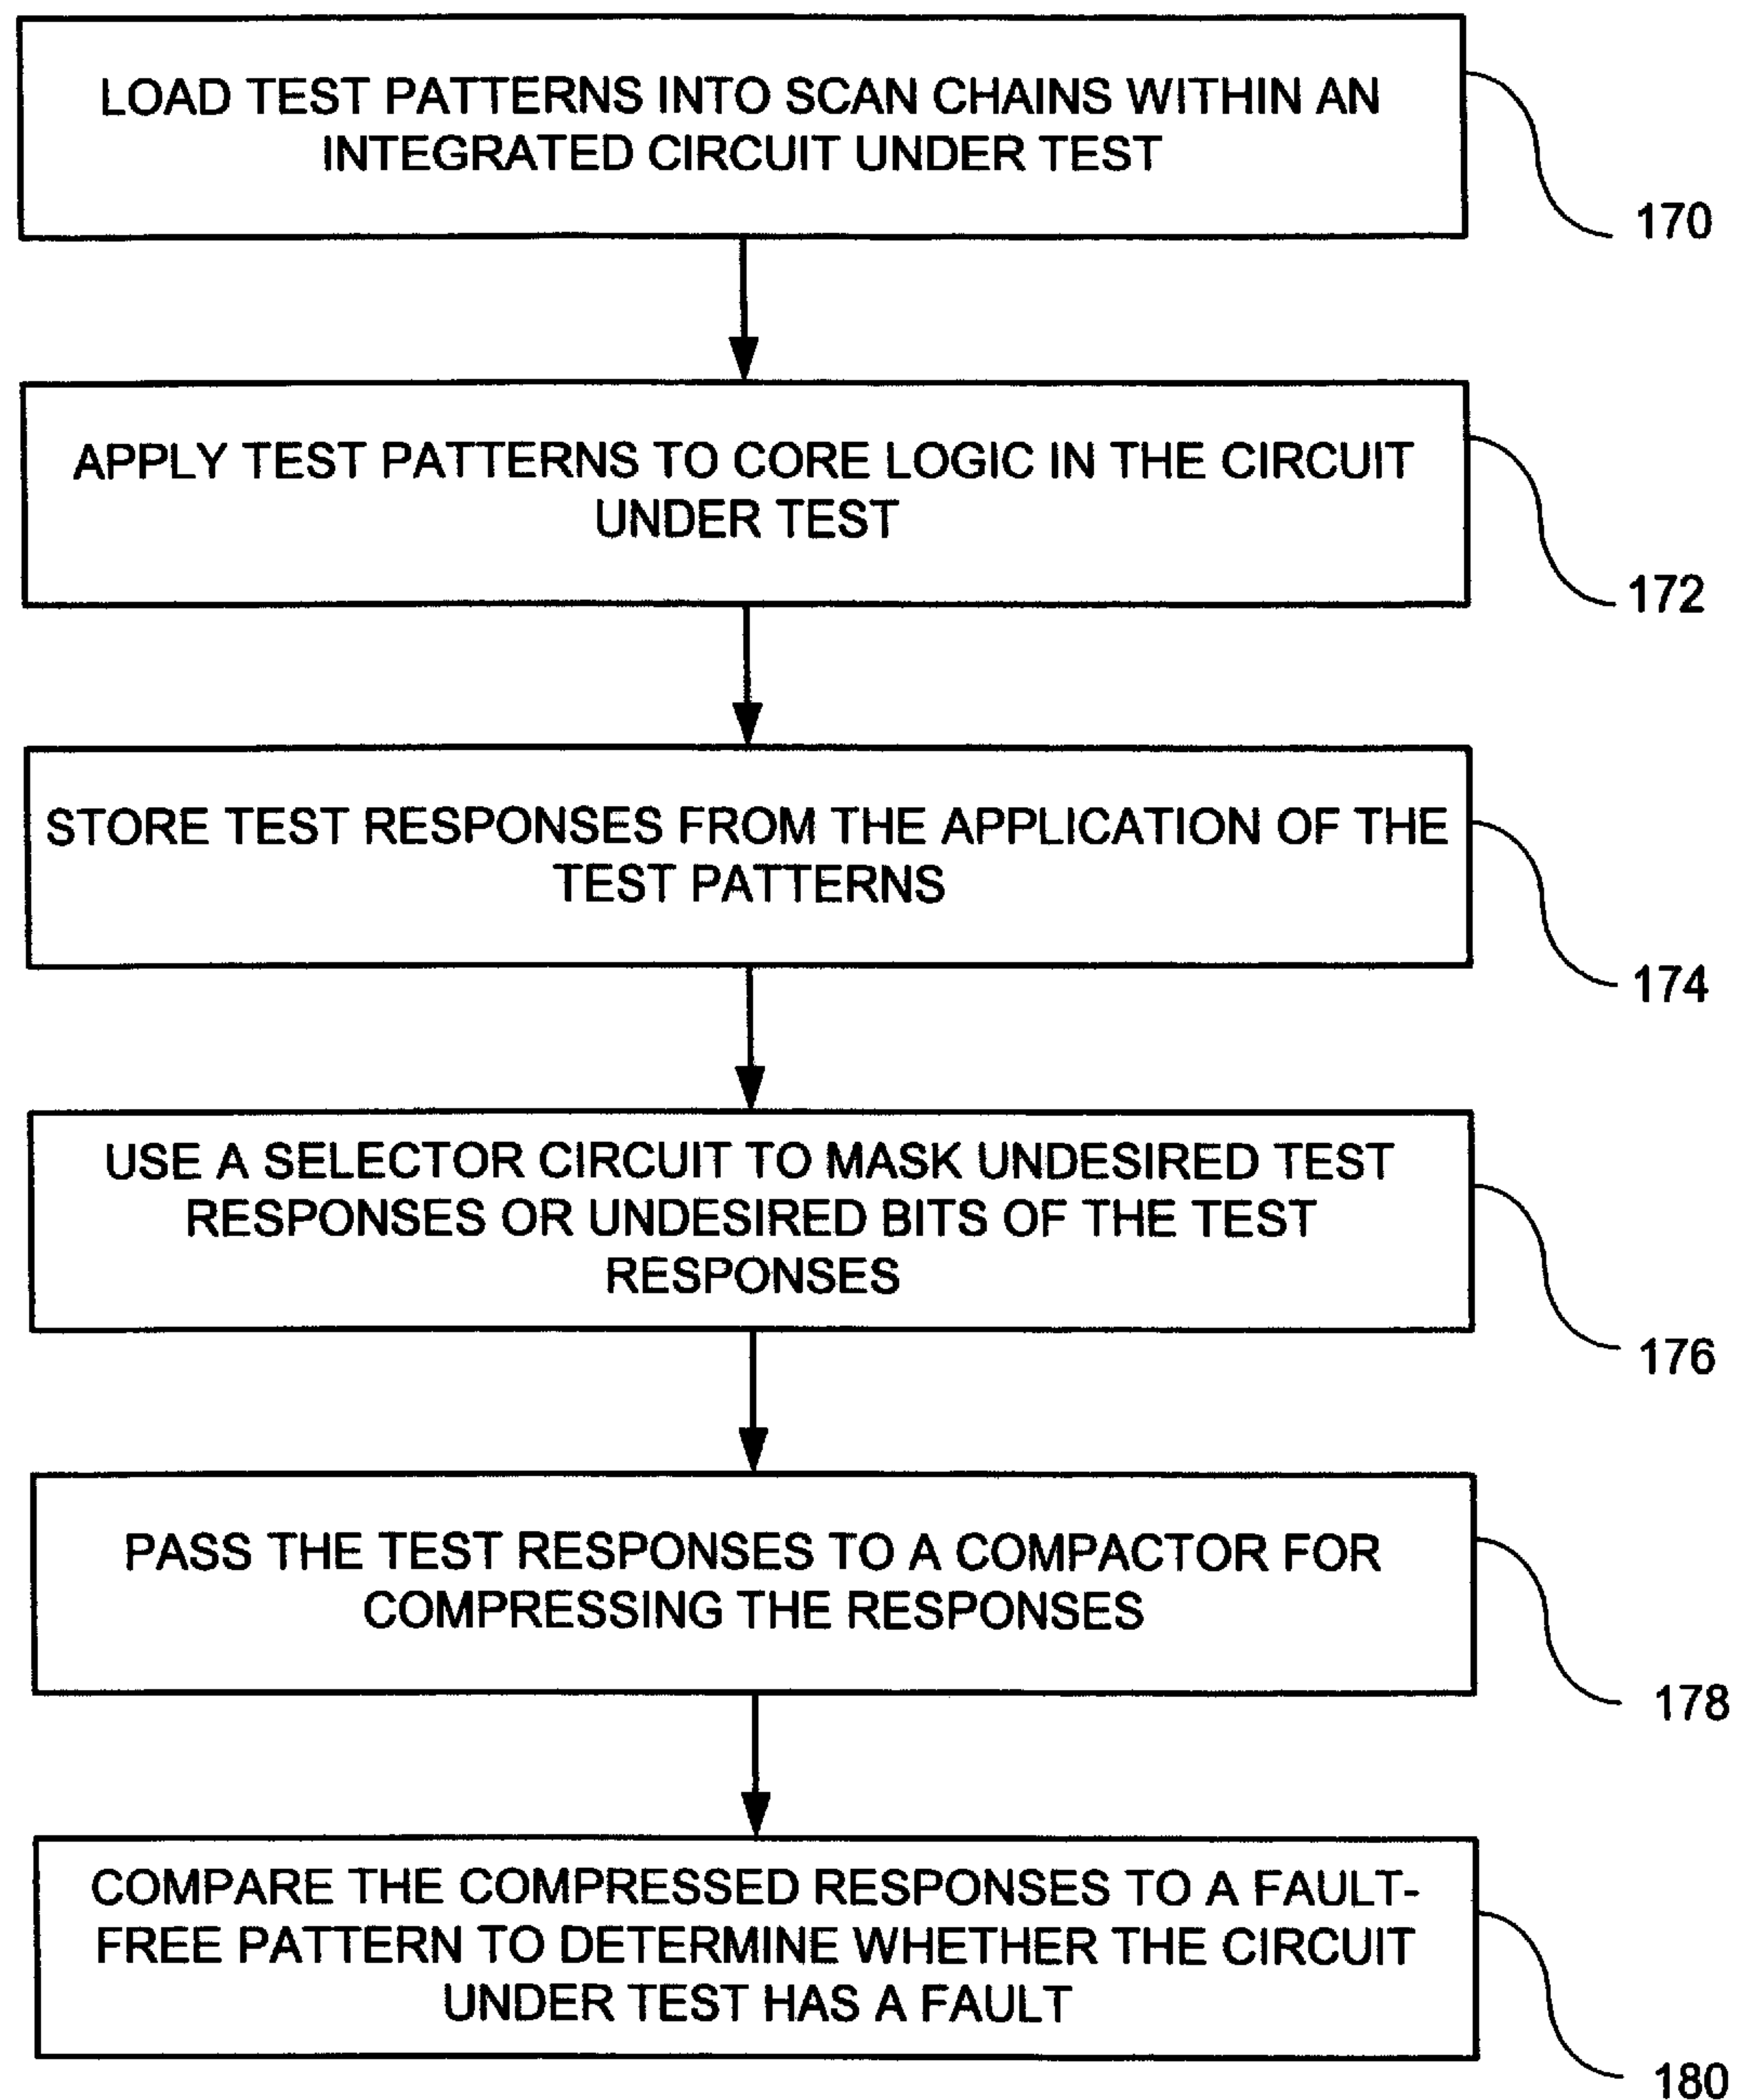 LOAD TEST PATTERNS INTO SCAN CHAINS WITHIN AN
INTEGRATED CIRCUIT UNDER TEST
170
APPLY TEST PATTERNS TO CORE LOGIC IN THE CIRCUIT
UNDER TEST
172
STORE TEST RESPONSES FROM THE APPLICATION OF THE
TEST PATTERNS
174
USE A SELECTOR CIRCUIT TO MASK UNDESIRED TEST
RESPONSES OR UNDESIRED BITS OF THE TEST
RESPONSES
176
PASS THE TEST RESPONSES TO A COMPACTOR FOR
COMPRESSING THE RESPONSES
178
COMPARE THE COMPRESSED RESPONSES TO A FAULT-
FREE PATTERN TO DETERMINE WHETHER THE CIRCUIT
UNDER TEST HAS A FAULT
180